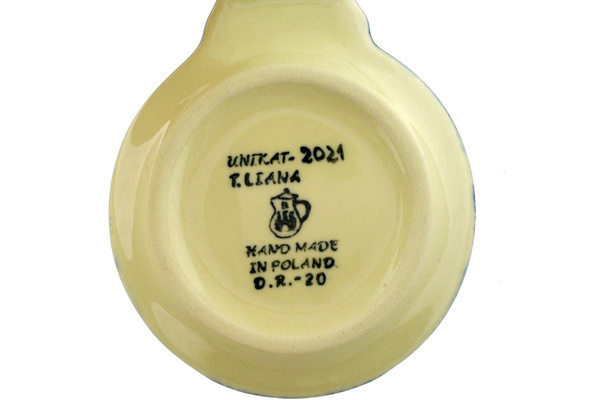 UNIKAT-2021
T.LIANA
HAND MADE
IN POLAND.
D.R.-20